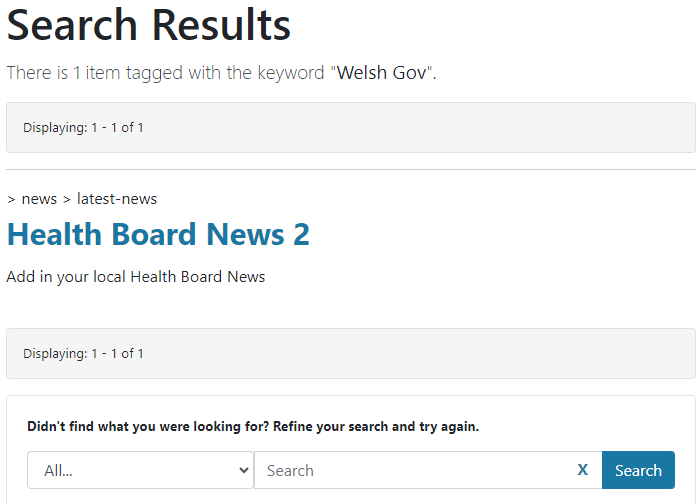 Search Results
There is 1 item tagged with the keyword "Welsh Gov".
Displaying: 1 - 1 of 1
> news > latest-news
Health Board News 2
Add in your local Health Board News
Displaying: 1 - 1 of 1
Didn't find what you were looking for? Refine your search and try again.
All... Search X Search